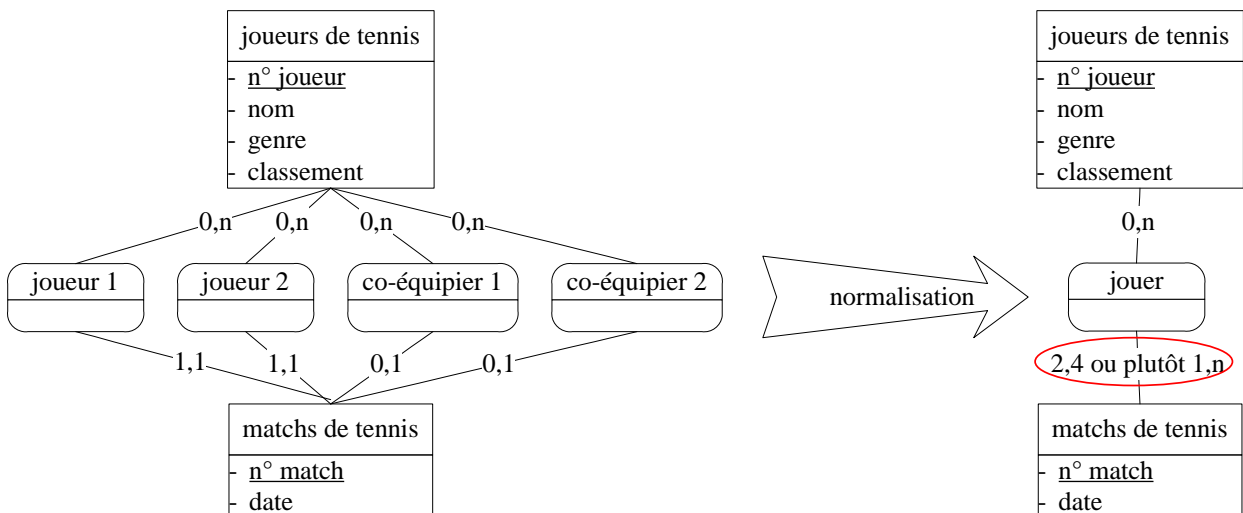 joueurs de tennis
- n° joueur
- nom
- genre
- classement
0,n 0,n 0,n 0,n
joueur 1 joueur 2 co-équipier 1 co-équipier 2
1,1 1,1 0,1 0,1
matchs de tennis
- n° match
- date
normalisation
joueurs de tennis
- n° joueur
- nom
- genre
- classement
0,n
jouer
2,4 ou plutôt 1,n
matchs de tennis
- n° match
- date